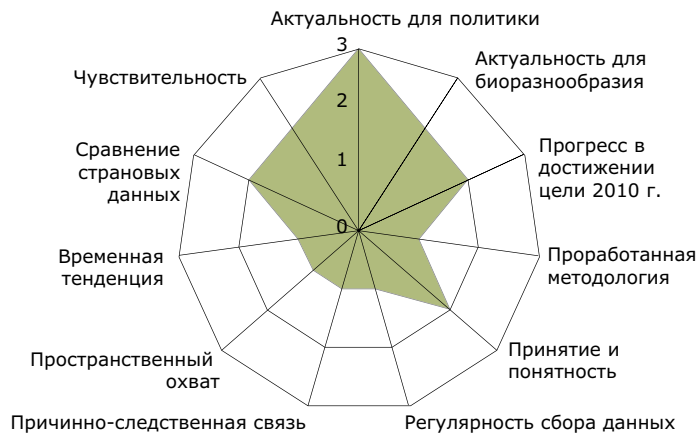 Актуальность для политики
3
2
1
0
Актуальность для
биоразнообразия
Прогресс в
достижении
цели 2010 г.
Проработанная
методология
Принятие и
понятность
Регулярность сбора данных
Причинно-следственная связь
Пространственный
охват
Временная
тенденция
Сравнение
страновых
данных
Чувствительность